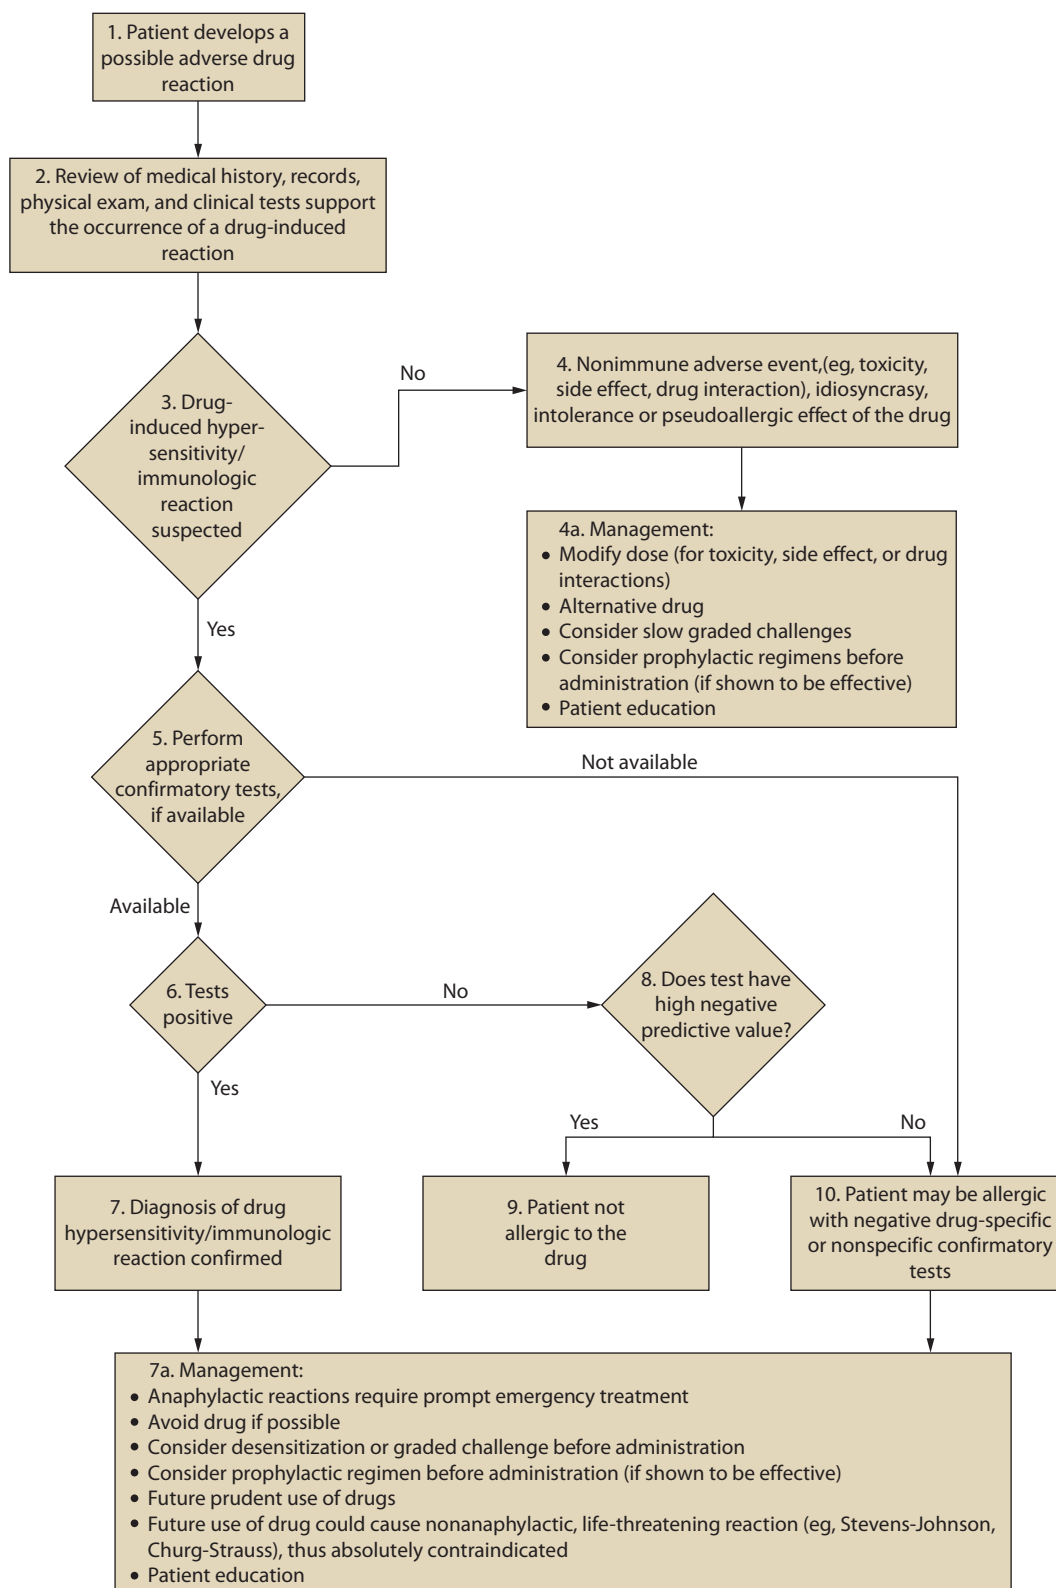 1. Patient develops a
possible adverse drug
reaction
2. Review of medical history, records,
physical exam, and clinical tests support
the occurrence of a drug-induced
reaction
3. Drug-
induced hyper-
sensitivity/
immunologic
reaction
suspected
No
4. Nonimmune adverse event,(eg, toxicity,
side effect, drug interaction), idiosyncrasy,
intolerance or pseudoallergic effect of the drug
4a. Management:
• Modify dose (for toxicity, side effect, or drug
interactions)
• Alternative drug
• Consider slow graded challenges
• Consider prophylactic regimens before
administration (if shown to be effective)
• Patient education
Yes
5. Perform
appropriate
confirmatory tests,
if available
Not available
Available
6. Tests
positive
No
8. Does test have
high negative
predictive value?
Yes
Yes
No
7. Diagnosis of drug
hypersensitivity/immunologic
reaction confirmed
9. Patient not
allergic to the
drug
10. Patient may be allergic
with negative drug-specific
or nonspecific confirmatory
tests
7a. Management:
• Anaphylactic reactions require prompt emergency treatment
• Avoid drug if possible
• Consider desensitization or graded challenge before administration
• Consider prophylactic regimen before administration (if shown to be effective)
• Future prudent use of drugs
• Future use of drug could cause nonanaphylactic, life-threatening reaction (eg, Stevens-Johnson,
Churg-Strauss), thus absolutely contraindicated
• Patient education